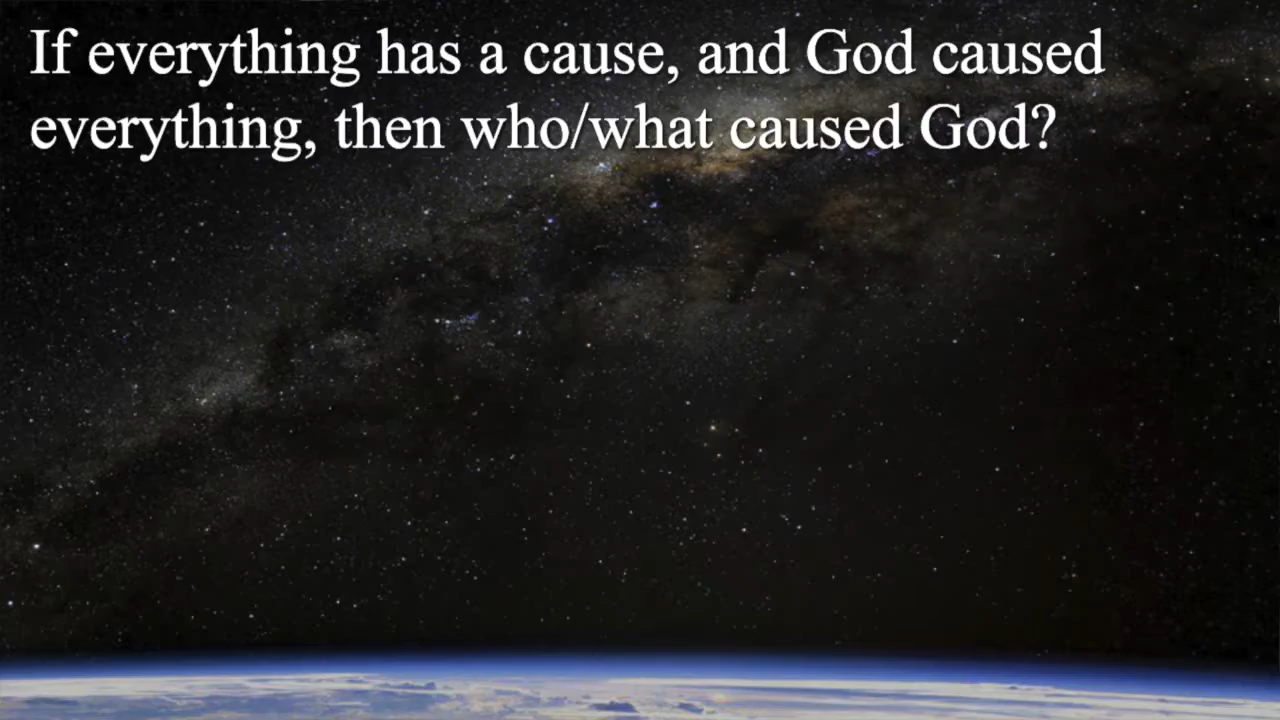 If everything has a cause, and God caused
everything, then who/what caused God?